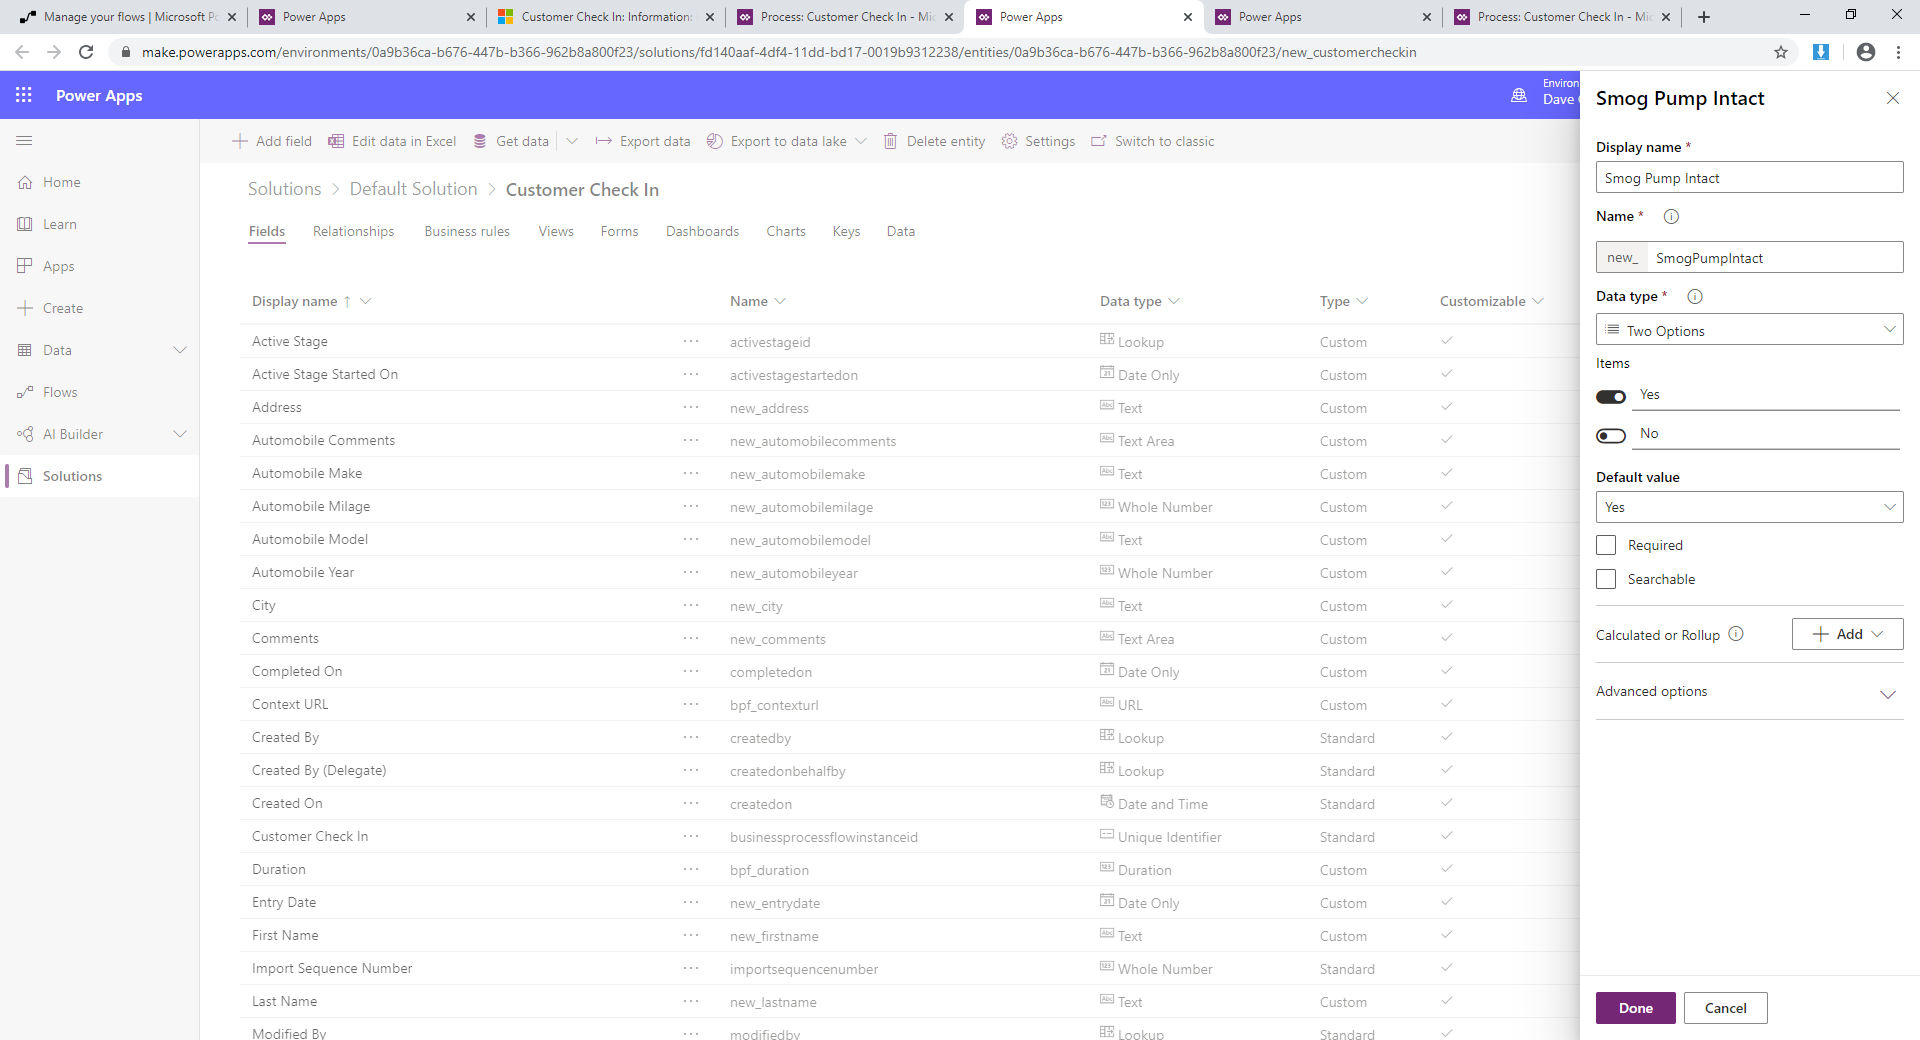 Manage your flows | Microsoft Po
Power Apps
Customer Check In: Information:
Process: Customer Check In - Mic
Power Apps
Power Apps
Process: Customer Check In - Mic
make.powerapps.com/environments/0a9b36ca-b676-447b-b366-962b8a800f23/solutions/fd140aaf-4df4-11dd-bd17-0019b9312238/entities/0a9b36ca-b676-447b-b366-962b8a800f23/new_customercheckin
Power Apps
Environ
Dave
Add field
Edit data in Excel
Get data
Export data
Export to data lake
Delete entity
Settings
Switch to classic
Home
Learn
Apps
Create
Data
Flows
AI Builder
Solutions
Solutions > Default Solution > Customer Check In
Fields Relationships Business rules Views Forms Dashboards Charts Keys Data
Display name ↑ Name Data type Type Customizable
Active Stage ··· activestageid Lookup Custom
Active Stage Started On ··· activestagestartedon Date Only Custom
Address ··· new_address Text Custom
Automobile Comments ··· new_automobilecomments Text Area Custom
Automobile Make ··· new_automobilemake Text Custom
Automobile Milage ··· new_automobilemilage Whole Number Custom
Automobile Model ··· new_automobilemodel Text Custom
Automobile Year ··· new_automobileyear Whole Number Custom
City ··· new_city Text Custom
Comments ··· new_comments Text Area Custom
Completed On ··· completedon Date Only Custom
Context URL ··· bpf_contexturl URL Custom
Created By ··· createdby Lookup Standard
Created By (Delegate) ··· createdonbehalfby Lookup Standard
Created On ··· createdon Date and Time Standard
Customer Check In ··· businessprocessflowinstanceid Unique Identifier Standard
Duration ··· bpf_duration Duration Custom
Entry Date ··· new_entrydate Date Only Custom
First Name ··· new_firstname Text Custom
Import Sequence Number ··· importsequencenumber Whole Number Standard
Last Name ··· new_lastname Text Custom
Modified By ··· modifiedby Lookup Standard
Smog Pump Intact
Display name *
Smog Pump Intact
Name *
new_ SmogPumpIntact
Data type *
Two Options
Items
Yes
No
Default value
Yes
Required
Searchable
Calculated or Rollup
Add
Advanced options
Done
Cancel